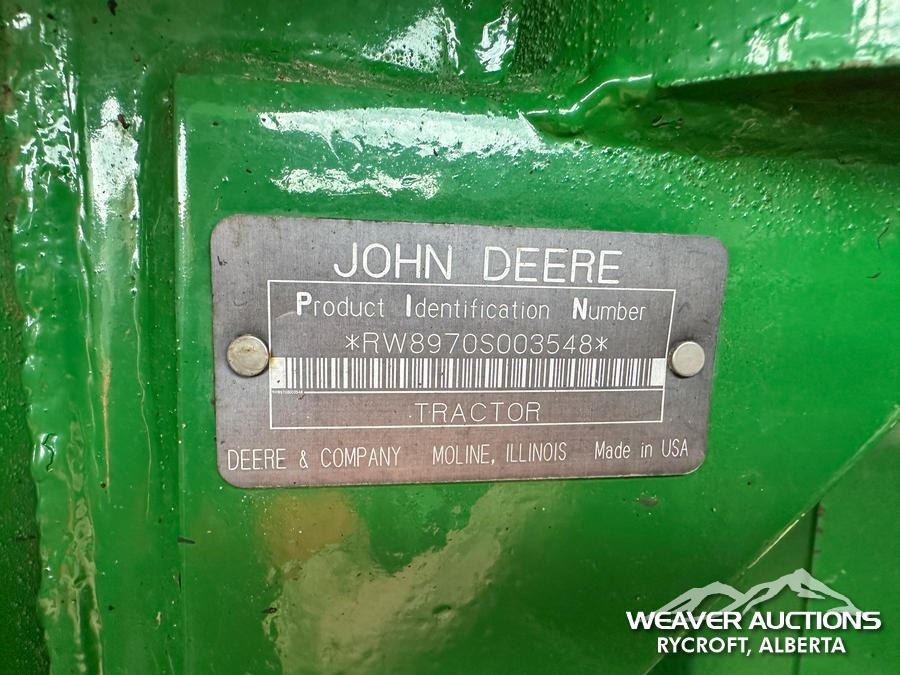 JOHN DEERE
Product Identification Number
*RW8970S003548*
TRACTOR
DEERE & COMPANY MOLINE, ILLINOIS Made in USA
WEAVER AUCTIONS
RYCROFT, ALBERTA